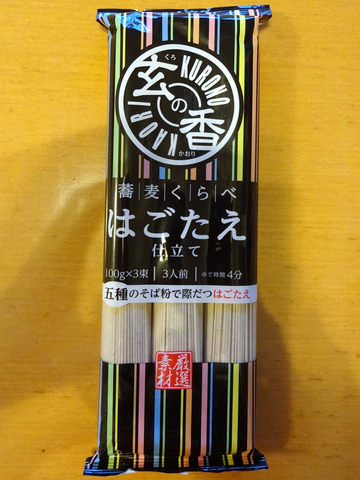 KURONO
KAORI
玄の香
くろ
かおり
蕎麦くらべ
はごたえ
仕立て
100g×3束 3人前 ゆで時間4分
五種のそば粉で際だつはごたえ
厳選
素材